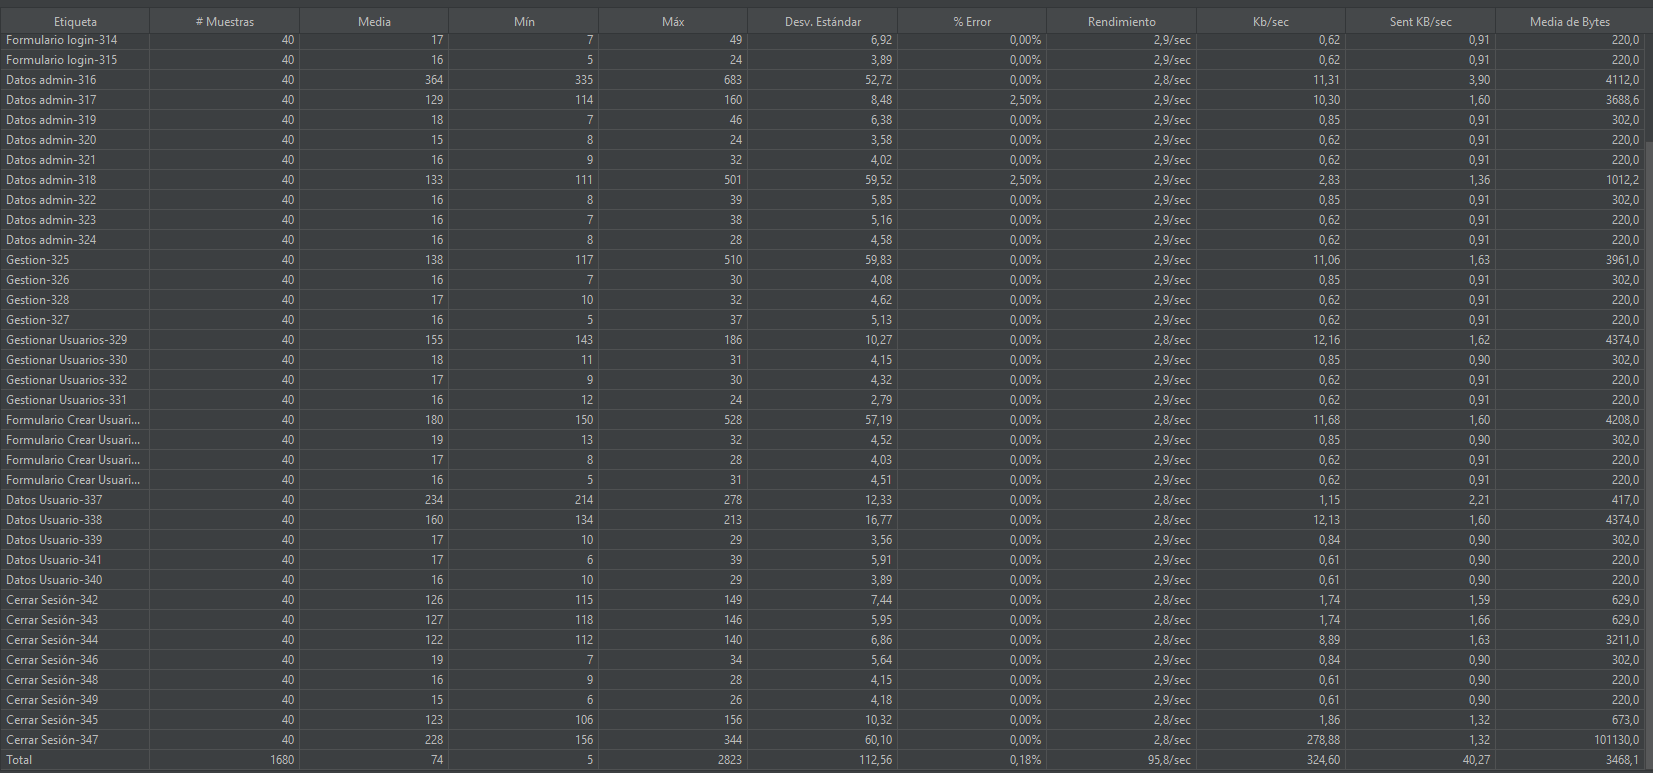 Etiqueta # Muestras Media Mín Máx Desv. Estándar % Error Rendimiento Kb/sec Sent KB/sec Media de Bytes
Formulario login-314 40 17 7 49 6,92 0,00% 2,9/sec 0,62 0,91 220,0
Formulario login-315 40 16 5 24 3,89 0,00% 2,9/sec 0,62 0,91 220,0
Datos admin-316 40 364 335 683 52,72 0,00% 2,8/sec 11,31 3,90 4112,0
Datos admin-317 40 129 114 160 8,48 2,50% 2,9/sec 10,30 1,60 3688,6
Datos admin-319 40 18 7 46 6,38 0,00% 2,9/sec 0,85 0,91 302,0
Datos admin-320 40 15 8 24 3,58 0,00% 2,9/sec 0,62 0,91 220,0
Datos admin-321 40 16 9 32 4,02 0,00% 2,9/sec 0,62 0,91 220,0
Datos admin-318 40 133 111 501 59,52 2,50% 2,9/sec 2,83 1,36 1012,2
Datos admin-322 40 16 8 39 5,85 0,00% 2,9/sec 0,85 0,91 302,0
Datos admin-323 40 16 7 38 5,16 0,00% 2,9/sec 0,62 0,91 220,0
Datos admin-324 40 16 8 28 4,58 0,00% 2,9/sec 0,62 0,91 220,0
Gestion-325 40 138 117 510 59,83 0,00% 2,9/sec 11,06 1,63 3961,0
Gestion-326 40 16 7 30 4,08 0,00% 2,9/sec 0,85 0,91 302,0
Gestion-328 40 17 10 32 4,62 0,00% 2,9/sec 0,62 0,91 220,0
Gestion-327 40 16 5 37 5,13 0,00% 2,9/sec 0,62 0,91 220,0
Gestionar Usuarios-329 40 155 143 186 10,27 0,00% 2,8/sec 12,16 1,62 4374,0
Gestionar Usuarios-330 40 18 11 31 4,15 0,00% 2,9/sec 0,85 0,90 302,0
Gestionar Usuarios-332 40 17 9 30 4,32 0,00% 2,9/sec 0,62 0,91 220,0
Gestionar Usuarios-331 40 16 12 24 2,79 0,00% 2,9/sec 0,62 0,91 220,0
Formulario Crear Usuari... 40 180 150 528 57,19 0,00% 2,8/sec 11,68 1,60 4208,0
Formulario Crear Usuari... 40 19 13 32 4,52 0,00% 2,9/sec 0,85 0,90 302,0
Formulario Crear Usuari... 40 17 8 28 4,03 0,00% 2,9/sec 0,62 0,91 220,0
Formulario Crear Usuari... 40 16 5 31 4,51 0,00% 2,9/sec 0,62 0,91 220,0
Datos Usuario-337 40 234 214 278 12,33 0,00% 2,8/sec 1,15 2,21 417,0
Datos Usuario-338 40 160 134 213 16,77 0,00% 2,8/sec 12,13 1,60 4374,0
Datos Usuario-339 40 17 10 29 3,56 0,00% 2,9/sec 0,84 0,90 302,0
Datos Usuario-341 40 17 6 39 5,91 0,00% 2,9/sec 0,61 0,90 220,0
Datos Usuario-340 40 16 10 29 3,89 0,00% 2,9/sec 0,61 0,90 220,0
Cerrar Sesión-342 40 126 115 149 7,44 0,00% 2,8/sec 1,74 1,59 629,0
Cerrar Sesión-343 40 127 118 146 5,95 0,00% 2,8/sec 1,74 1,66 629,0
Cerrar Sesión-344 40 122 112 140 6,86 0,00% 2,8/sec 8,89 1,63 3211,0
Cerrar Sesión-346 40 19 7 34 5,64 0,00% 2,9/sec 0,84 0,90 302,0
Cerrar Sesión-348 40 16 9 28 4,15 0,00% 2,9/sec 0,61 0,90 220,0
Cerrar Sesión-349 40 15 6 26 4,18 0,00% 2,9/sec 0,61 0,90 220,0
Cerrar Sesión-345 40 123 106 156 10,32 0,00% 2,8/sec 1,86 1,32 673,0
Cerrar Sesión-347 40 228 156 344 60,10 0,00% 2,8/sec 278,88 1,32 101130,0
Total 1680 74 5 2823 112,56 0,18% 95,8/sec 324,60 40,27 3468,1